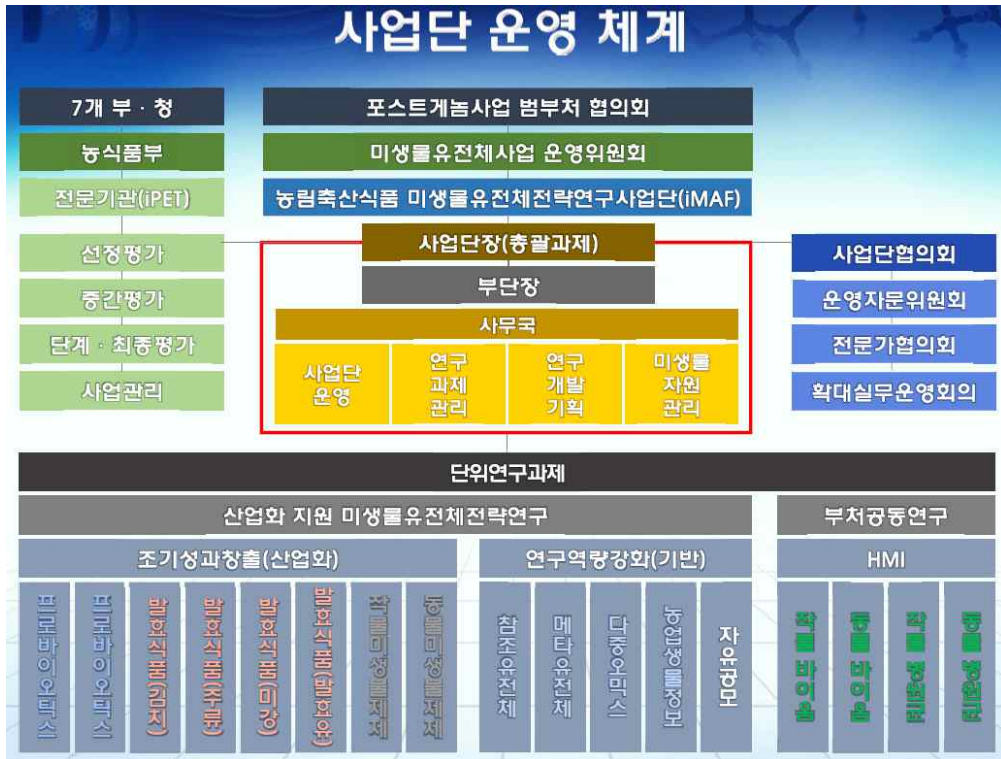 사업단 운영 체계
7개 부·청
포스트게놈사업 범부처 협의회
농식품부
미생물유전체사업 운영위원회
전문기관(iPET)
농림축산식품 미생물유전체전략연구사업단(iMAF)
선정평가
중간평가
단계·최종평가
사업관리
사업단장(총괄과제)
부단장
사무국
사업단
운영
연구
과제
관리
연구
개발
기획
미생물
자원
관리
사업단협의회
운영자문위원회
전문가협의회
확대실무운영회의
단위연구과제
산업화 지원 미생물유전체전략연구
부처공동연구
조기성과창출(산업화)
연구역량강화(기반)
HMI
프로바이오틱스
프로바이오틱스
발효식품(김치)
발효식품(주류)
발효식품(미강)
발효식품(발효유)
작물미생물제제
동물미생물제제
참조유전체
메타유전체
다중오믹스
농업생물정보
자유공모
작물 바이옴
동물 바이옴
작물 병원균
동물 병원균